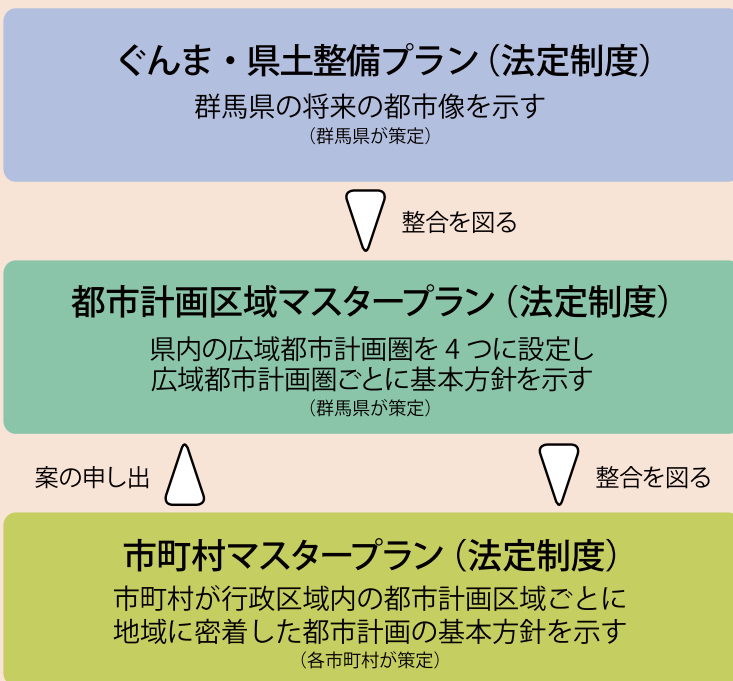 ぐんま・県土整備プラン（法定制度）
群馬県の将来の都市像を示す
（群馬県が策定）
整合を図る
都市計画区域マスタープラン（法定制度）
県内の広域都市計画圏を4つに設定し
広域都市計画圏ごとに基本方針を示す
（群馬県が策定）
案の申し出
整合を図る
市町村マスタープラン（法定制度）
市町村が行政区域内の都市計画区域ごとに
地域に密着した都市計画の基本方針を示す
（各市町村が策定）